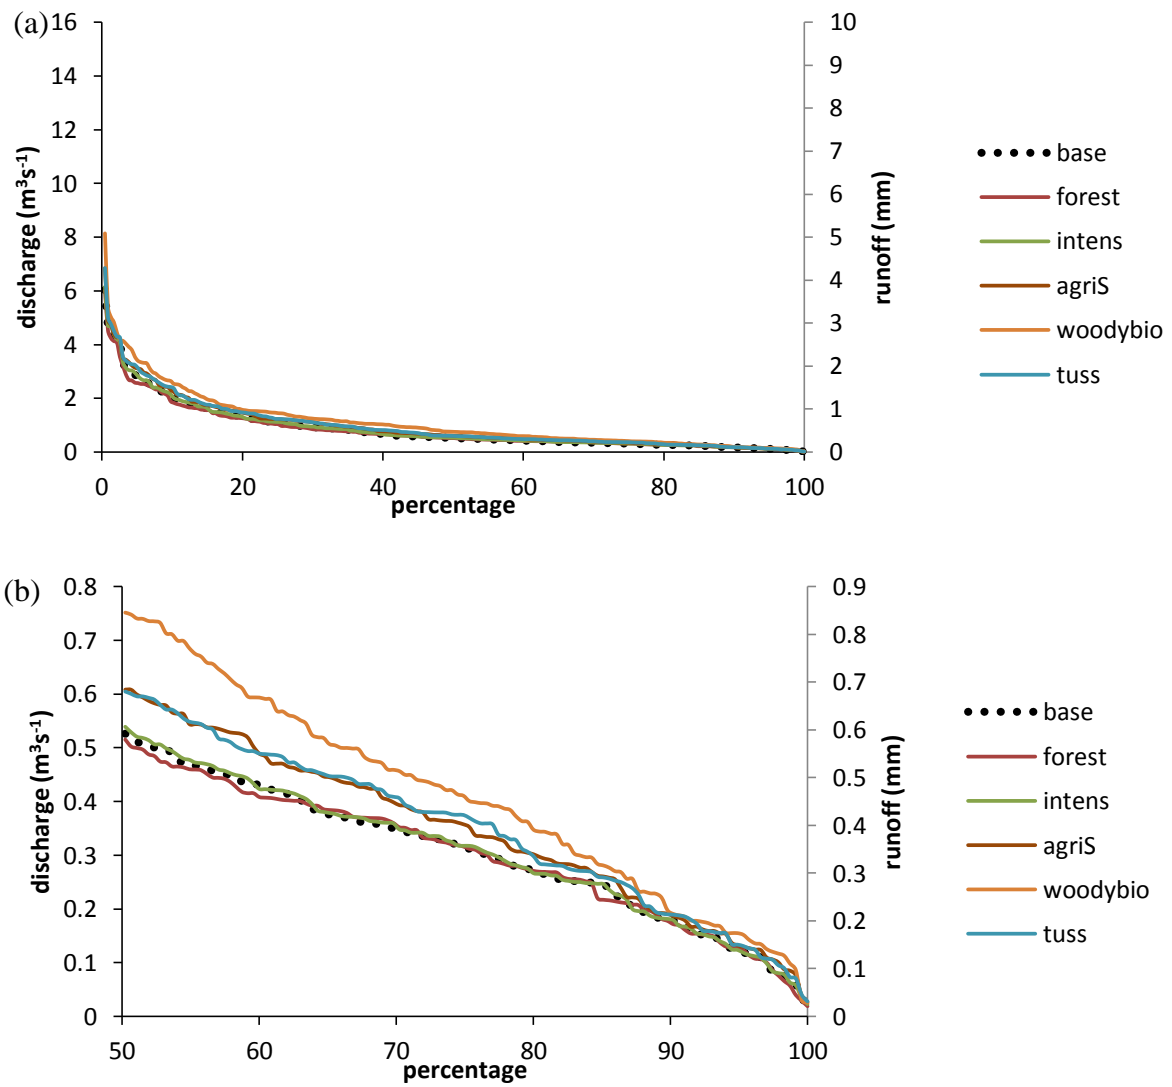 (a)
16
14
12
10
8
6
4
2
0
discharge (m³s⁻¹)
0
20
40
60
80
100
percentage
10
9
8
7
6
5
4
3
2
1
0
runoff (mm)
base
forest
intens
agriS
woodybio
tuss
(b)
0.8
0.7
0.6
0.5
0.4
0.3
0.2
0.1
0
discharge (m³s⁻¹)
50
60
70
80
90
100
percentage
0.9
0.8
0.7
0.6
0.5
0.4
0.3
0.2
0.1
0
runoff (mm)
base
forest
intens
agriS
woodybio
tuss